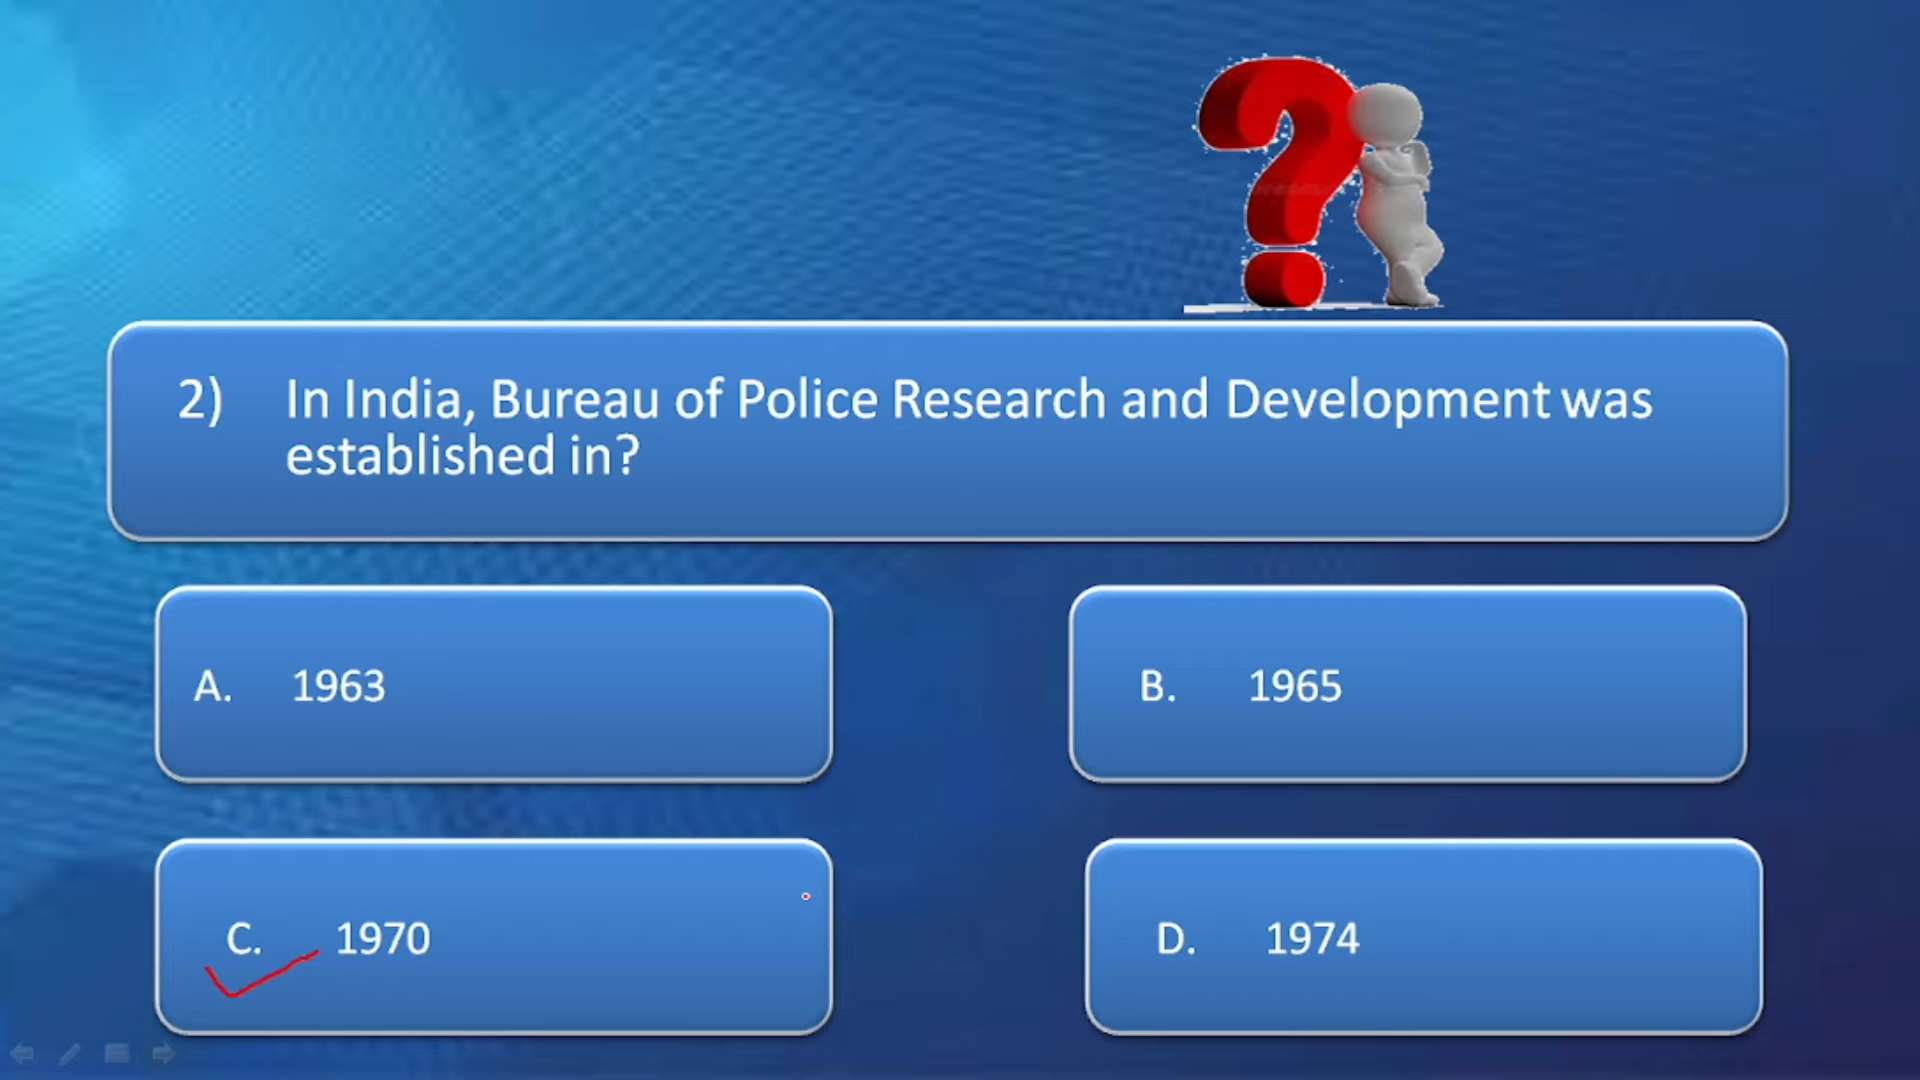 2) In India, Bureau of Police Research and Development was
established in?
A. 1963
B. 1965
C. 1970
D. 1974